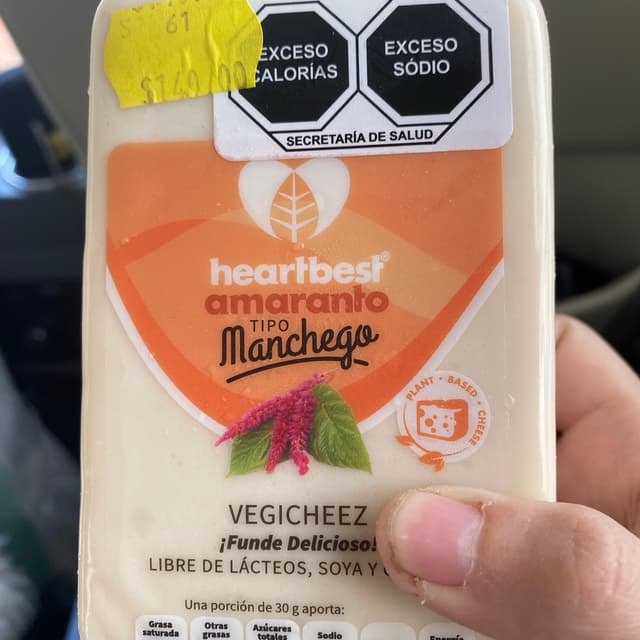 61
$140.00
EXCESO
CALORÍAS
EXCESO
SODIO
SECRETARÍA DE SALUD
heartbest®
amaranto
TIPO
Manchego
PLANT • BASED • CHEESE
VEGICHEEZ
¡Funde Delicioso!
LIBRE DE LÁCTEOS, SOYA Y
Una porción de 30 g aporta:
Grasa saturada
Otras grasas
Azúcares totales
Sodio
Energía